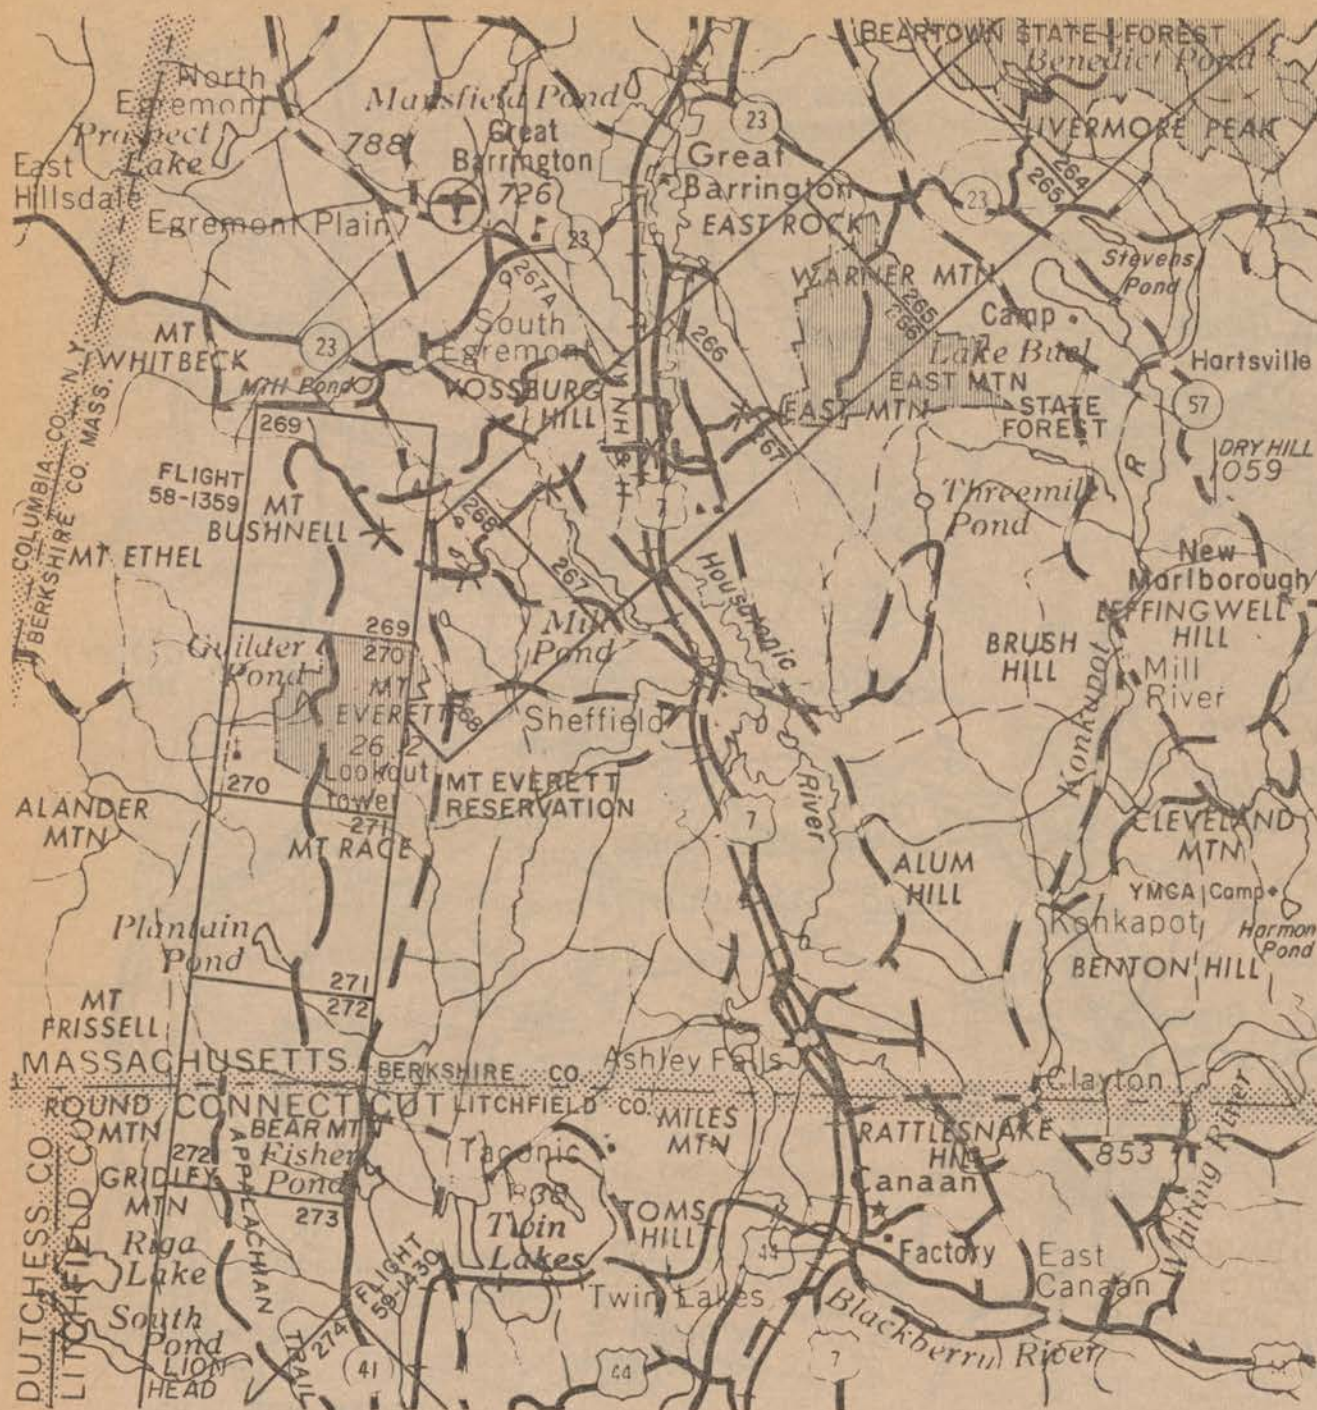 BEARTOWN STATE FOREST
Benedict Pond
North
Egremont
Mansfield Pond
23
LIVERMORE PEAK
Prospect
Lake
788
Great
Barrington
726
Great
Barrington
264
265
East
Hillsdale
Egremont Plain
23
EAST ROCK
23
267A
Stevens
Pond
WARNER MTN
265
266
MT
WHITBECK
23
South
Egremont
266
Camp
Lake Buel
Hartsville
Mill Pond
VOSSBURG
HILL
NY NH & H
EAST MTN
EAST MTN
STATE
FOREST
57
269
267
DRY HILL
1059
FLIGHT
58-1359
MT
BUSHNELL
R
COLUMBIA CO. N.Y.
BERKSHIRE CO. MASS.
41
268
7
Threemile
Pond
MT ETHEL
267
Housatonic
New
Marlborough
LEFFINGWELL
HILL
269
270
Mill
Pond
BRUSH
HILL
Guilder
Pond
MT
EVERETT
Konkapot
Mill
River
268
Sheffield
Lookout
Tower
270
MT EVERETT
RESERVATION
7
River
ALANDER
MTN
271
MT RACE
CLEVELAND
MTN
ALUM
HILL
YMCA Camp
Konkapot
Harmon
Pond
Plantain
Pond
BENTON HILL
271
272
MT
FRISSELL
MASSACHUSETTS
BERKSHIRE CO
Ashley Falls
Clayton
ROUND
MTN
CONNECTICUT
LITCHFIELD CO.
MILES
MTN
BEAR MTN
RATTLESNAKE
HILL
853
Whiting River
DUTCHESS CO
LITCHFIELD CO
272
Fisher
Pond
Taconic
GRIDLEY
MTN
273
838
Twin
Lakes
TOMS
HILL
Canaan
APPALACHIAN
TRAIL
Riga
Lake
44
Factory
East
Canaan
FLIGHT
59-1430
Twin Lakes
Blackberry River
South
Pond
LION
HEAD
274
41
44
7
44